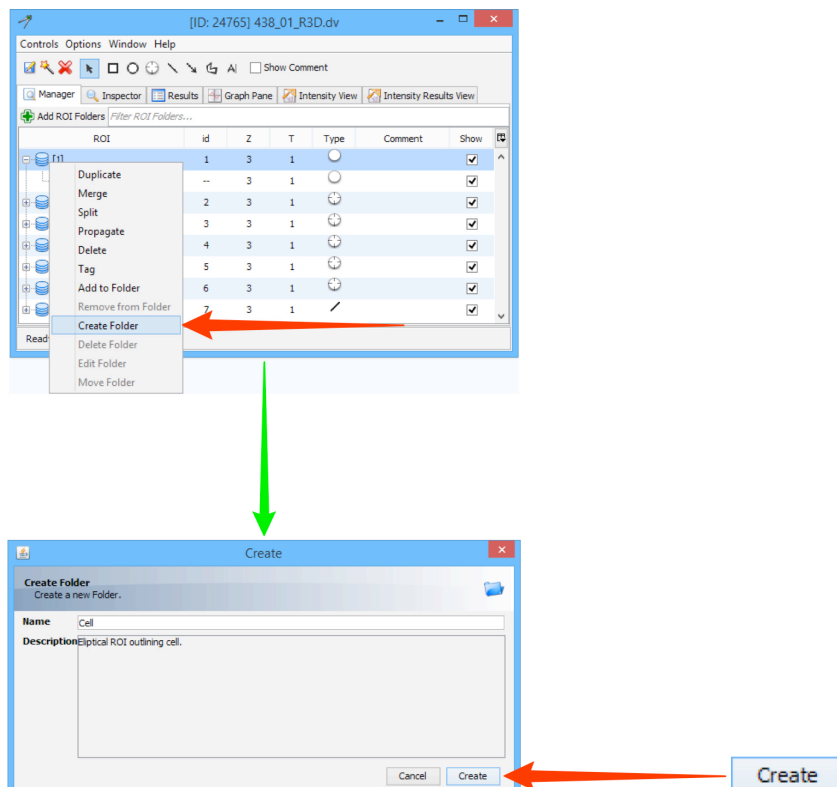 [ID: 24765] 438_01_R3D.dv
Controls Options Window Help
AI Show Comment
Manager Inspector Results Graph Pane Intensity View Intensity Results View
Add ROI Folders Filter ROI Folders...
ROI id Z T Type Comment Show
[1] 1 3 1
-- 3 1
2 3 1
3 3 1
4 3 1
5 3 1
6 3 1
7 3 1
Duplicate
Merge
Split
Propagate
Delete
Tag
Add to Folder
Remove from Folder
Create Folder
Delete Folder
Edit Folder
Move Folder
Create
Create Folder
Create a new Folder.
Name Cell
Description Eliptical ROI outlining cell.
Cancel Create
Create